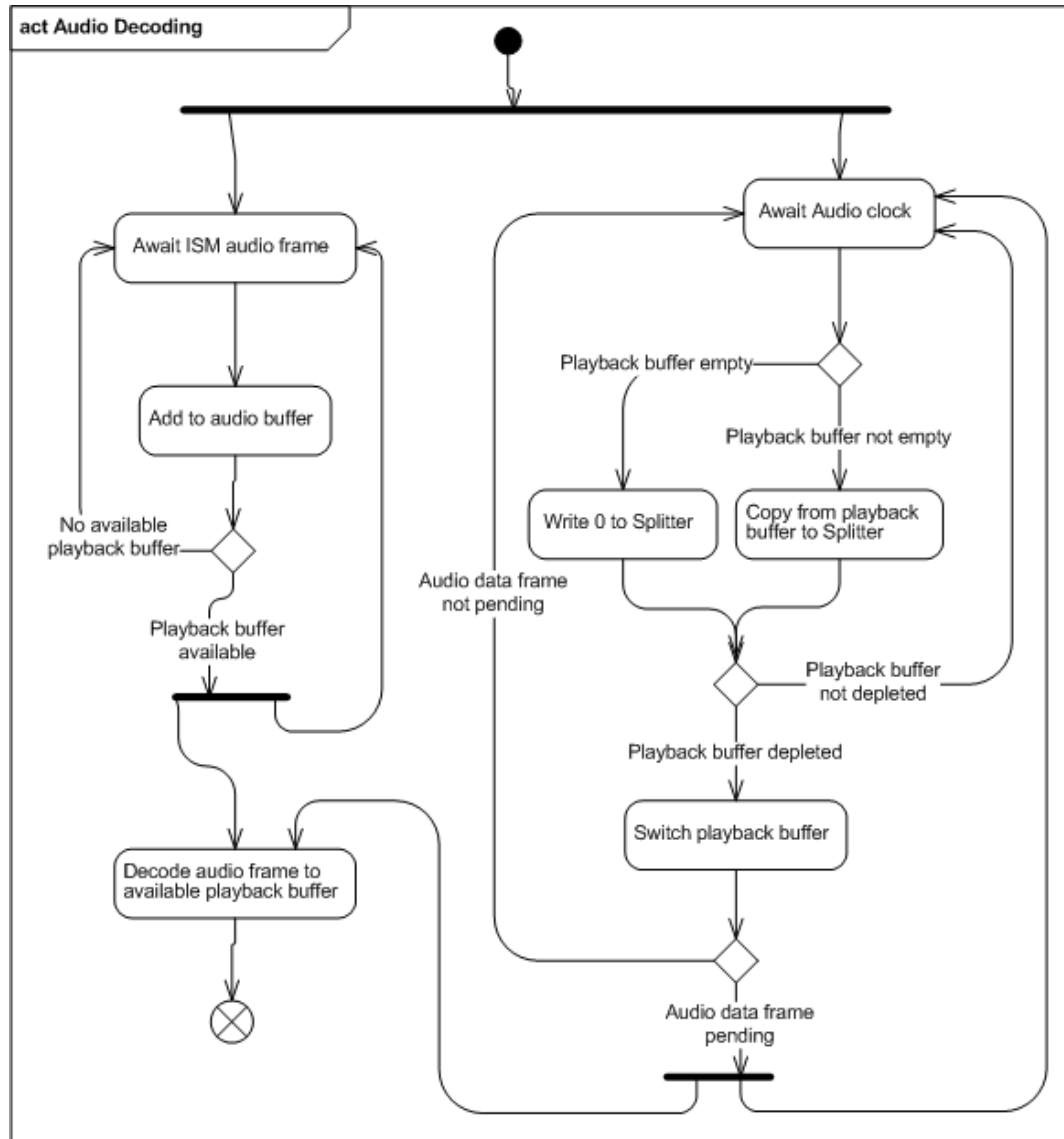 act Audio Decoding
Await ISM audio frame
Add to audio buffer
No available
playback buffer
Playback buffer
available
Decode audio frame to
available playback buffer
Await Audio clock
Playback buffer empty
Playback buffer not empty
Write 0 to Splitter
Copy from playback
buffer to Splitter
Audio data frame
not pending
Playback buffer
not depleted
Playback buffer depleted
Switch playback buffer
Audio data frame
pending